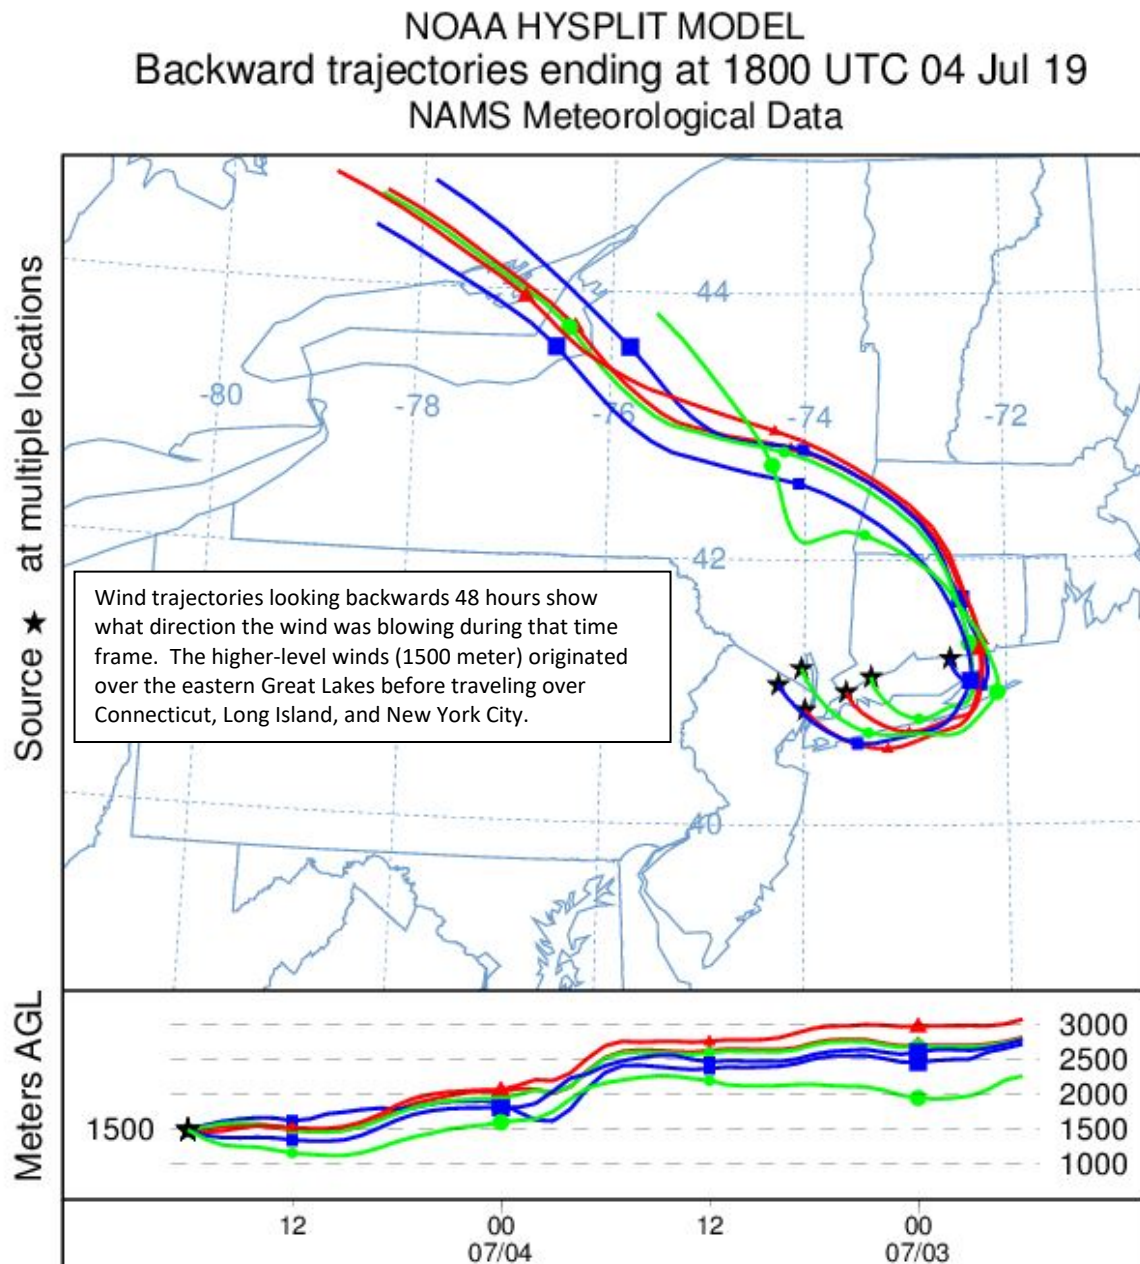 NOAA HYSPLIT MODEL
Backward trajectories ending at 1800 UTC 04 Jul 19
NAMS Meteorological Data
Source ★ at multiple locations
44
-80
-78
-76
-74
-72
42
Wind trajectories looking backwards 48 hours show
what direction the wind was blowing during that time
frame. The higher-level winds (1500 meter) originated
over the eastern Great Lakes before traveling over
Connecticut, Long Island, and New York City.
40
Meters AGL
3000
2500
2000
1500
1500
1000
12
00
12
00
07/04
07/03